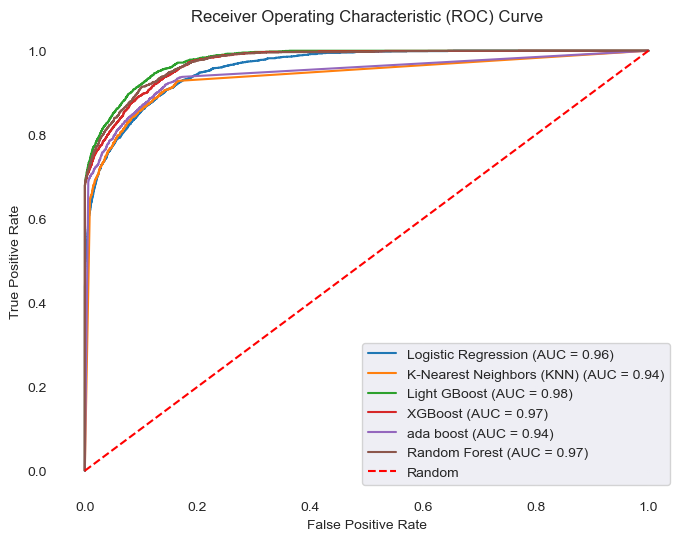 Receiver Operating Characteristic (ROC) Curve
1.0
0.8
0.6
0.4
0.2
0.0
True Positive Rate
Logistic Regression (AUC = 0.96)
K-Nearest Neighbors (KNN) (AUC = 0.94)
Light GBoost (AUC = 0.98)
XGBoost (AUC = 0.97)
ada boost (AUC = 0.94)
Random Forest (AUC = 0.97)
Random
0.0 0.2 0.4 0.6 0.8 1.0
False Positive Rate